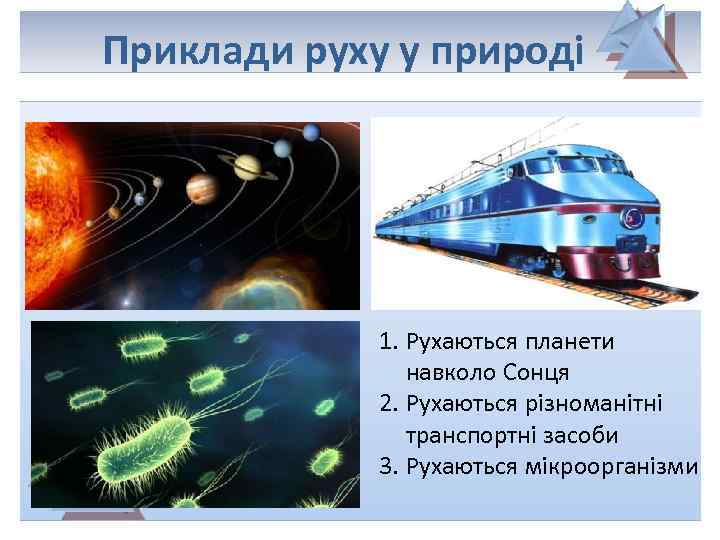 Приклади руху у природі
1. Рухаються планети
навколо Сонця
2. Рухаються різноманітні
транспортні засоби
3. Рухаються мікроорганізми